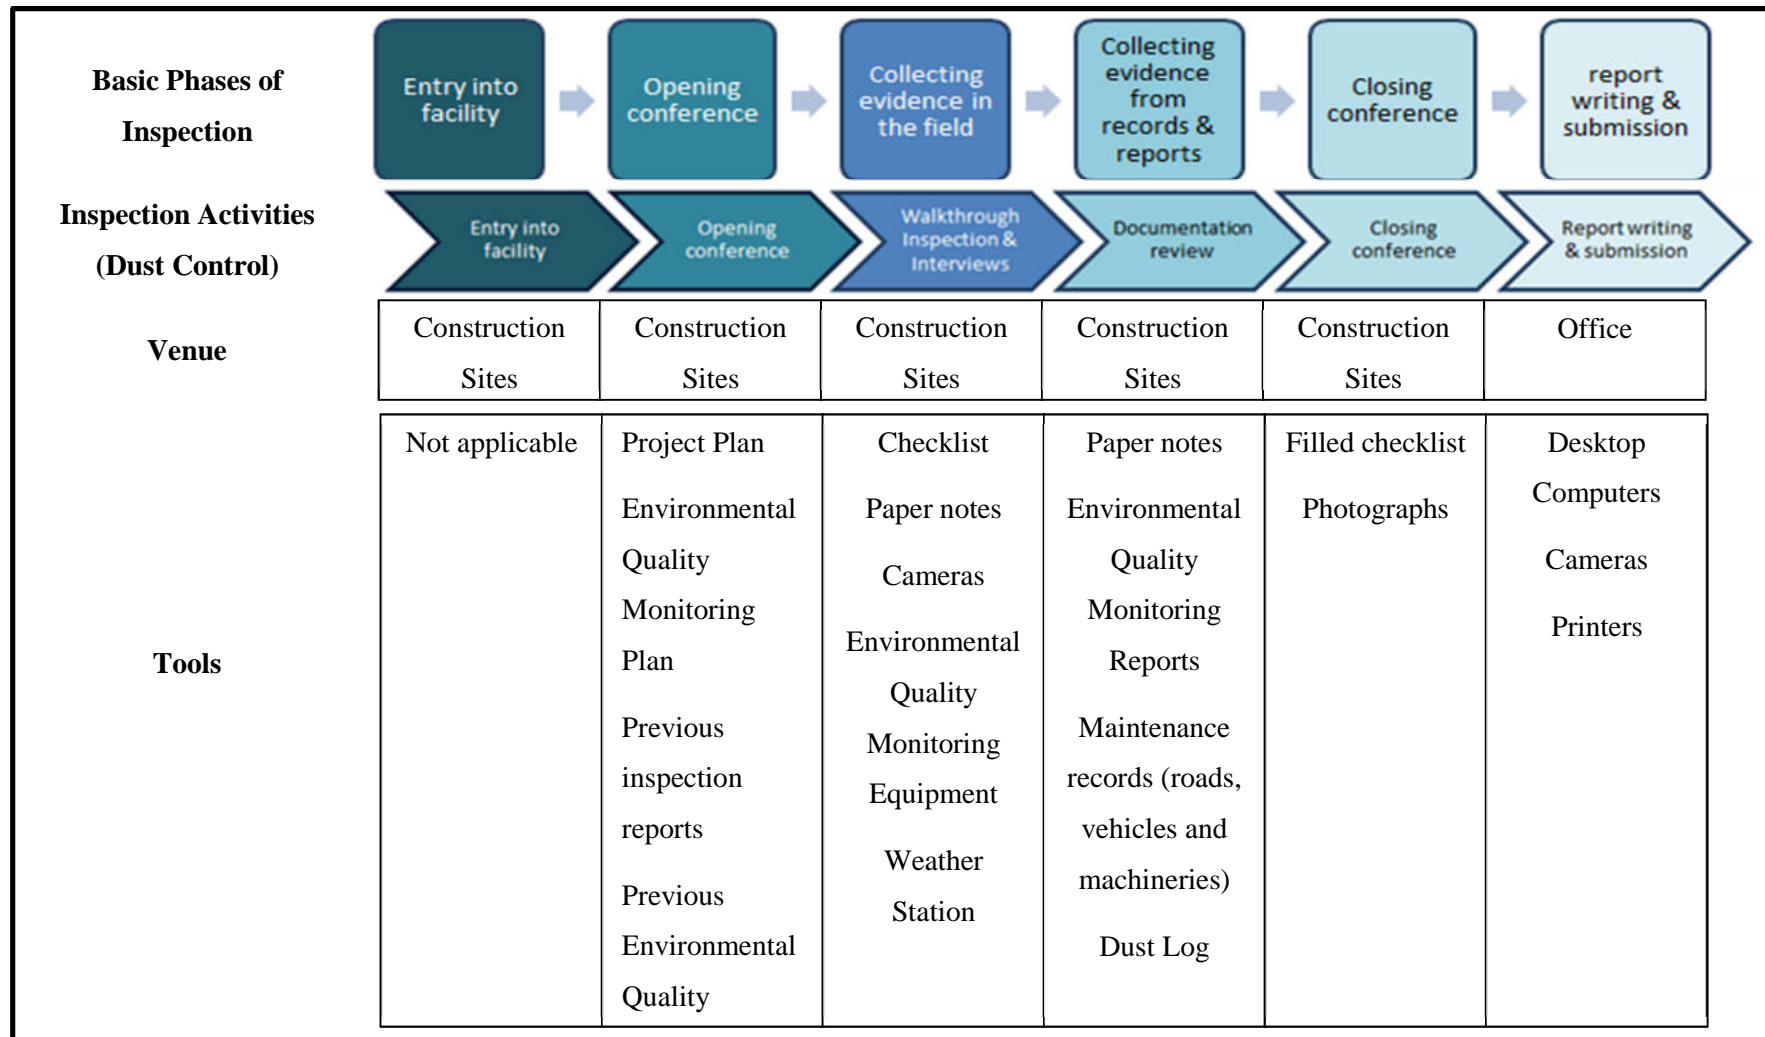 Basic Phases of
Inspection
Entry into
facility
Opening
conference
Collecting
evidence in
the field
Collecting
evidence
from
records &
reports
Closing
conference
report
writing &
submission
Inspection Activities
(Dust Control)
Entry into
facility
Opening
conference
Walkthrough
Inspection &
Interviews
Documentation
review
Closing
conference
Report writing
& submission
Venue
Construction
Sites
Construction
Sites
Construction
Sites
Construction
Sites
Construction
Sites
Office
Tools
Not applicable
Project Plan
Environmental
Quality
Monitoring
Plan
Previous
inspection
reports
Previous
Environmental
Quality
Checklist
Paper notes
Cameras
Environmental
Quality
Monitoring
Equipment
Weather
Station
Paper notes
Environmental
Quality
Monitoring
Reports
Maintenance
records (roads,
vehicles and
machineries)
Dust Log
Filled checklist
Photographs
Desktop
Computers
Cameras
Printers